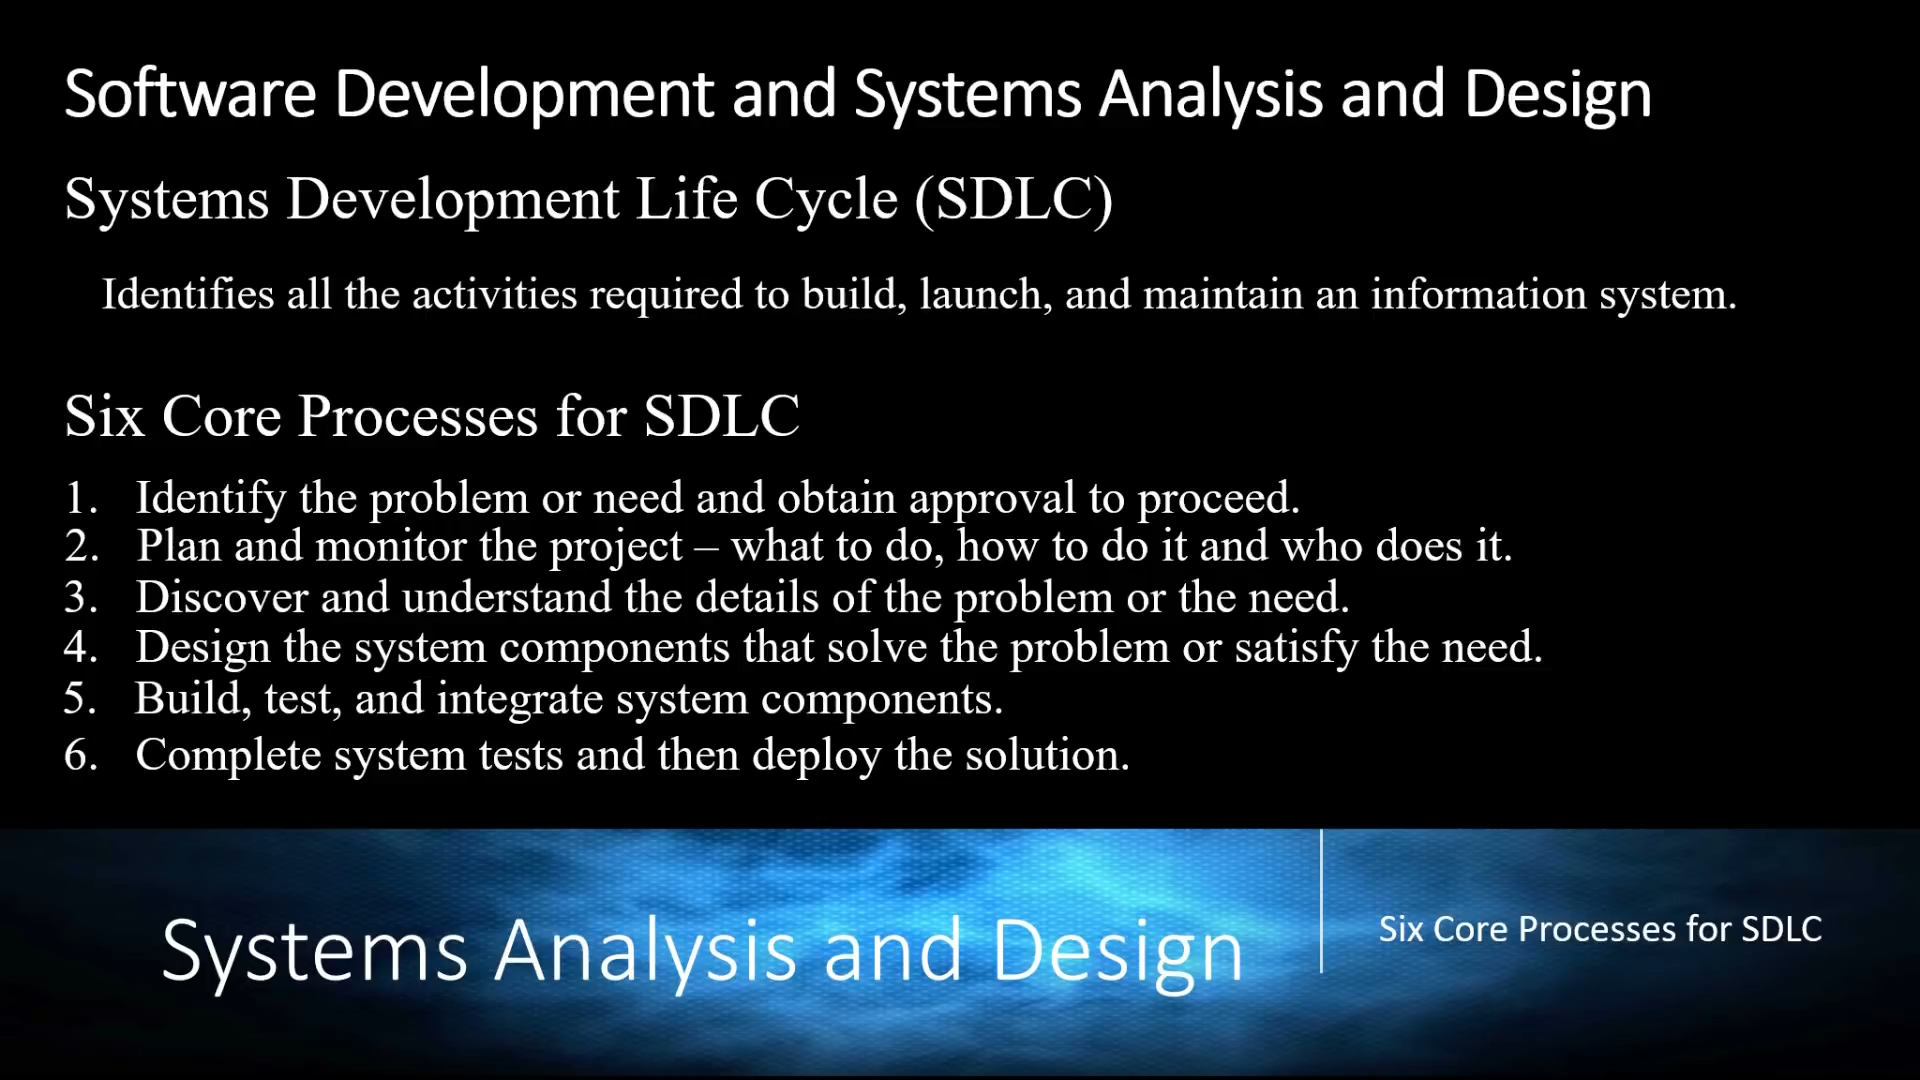 Software Development and Systems Analysis and Design
Systems Development Life Cycle (SDLC)
Identifies all the activities required to build, launch, and maintain an information system.
Six Core Processes for SDLC
1. Identify the problem or need and obtain approval to proceed.
2. Plan and monitor the project – what to do, how to do it and who does it.
3. Discover and understand the details of the problem or the need.
4. Design the system components that solve the problem or satisfy the need.
5. Build, test, and integrate system components.
6. Complete system tests and then deploy the solution.
Systems Analysis and Design
Six Core Processes for SDLC